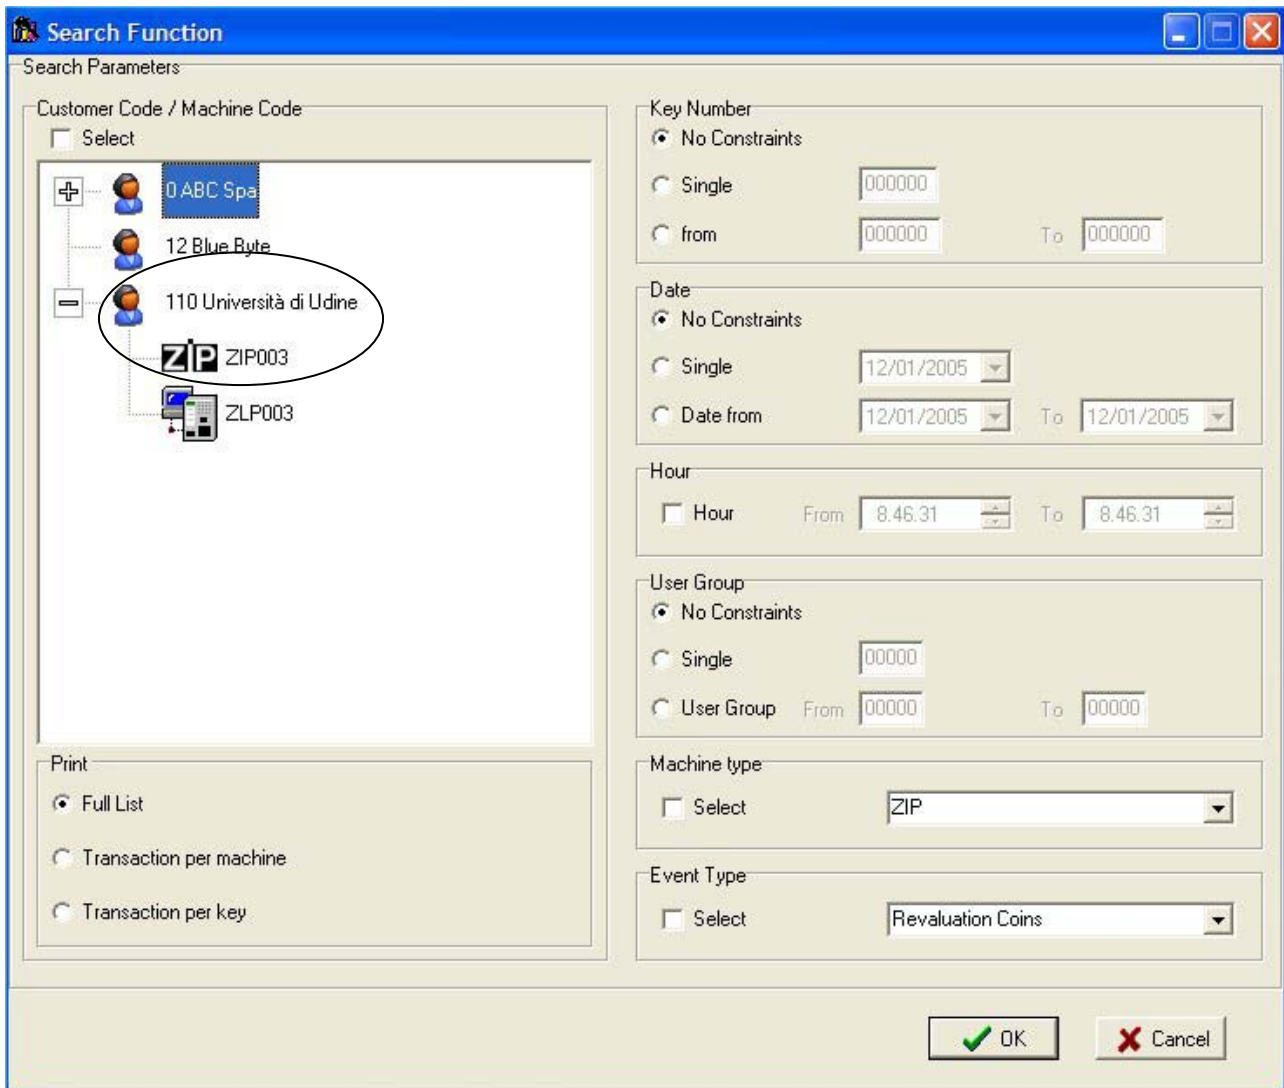 Search Function
Search Parameters
Customer Code / Machine Code
Select
0 ABC Spa
12 Blue Byte
110 Università di Udine
ZIP ZIP003
ZLP003
Print
Full List
Transaction per machine
Transaction per key
Key Number
No Constraints
Single 000000
from 000000 To 000000
Date
No Constraints
Single 12/01/2005
Date from 12/01/2005 To 12/01/2005
Hour
Hour From 8.46.31 To 8.46.31
User Group
No Constraints
Single 00000
User Group From 00000 To 00000
Machine type
Select ZIP
Event Type
Select Revaluation Coins
OK Cancel